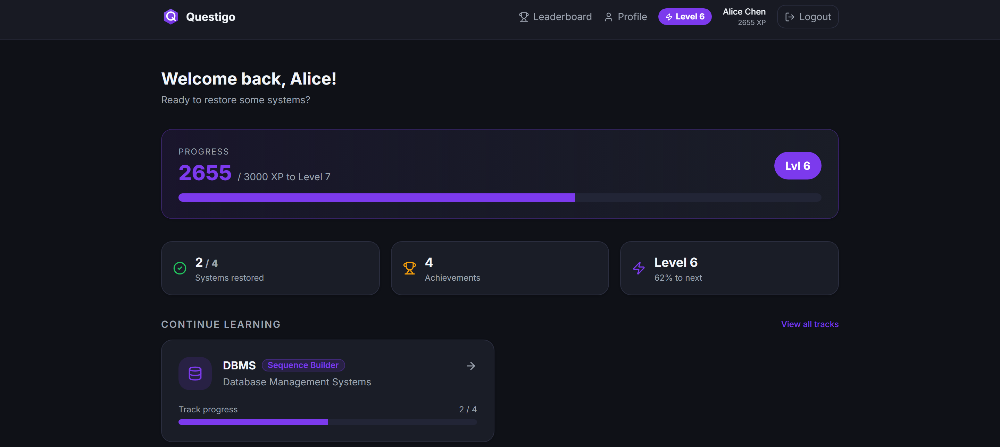 Questigo
Leaderboard
Profile
Level 6
Alice Chen
2655 XP
Logout
Welcome back, Alice!
Ready to restore some systems?
PROGRESS
2655 / 3000 XP to Level 7
Lvl 6
2 / 4
Systems restored
4
Achievements
Level 6
62% to next
CONTINUE LEARNING
View all tracks
DBMS Sequence Builder
Database Management Systems
Track progress 2 / 4